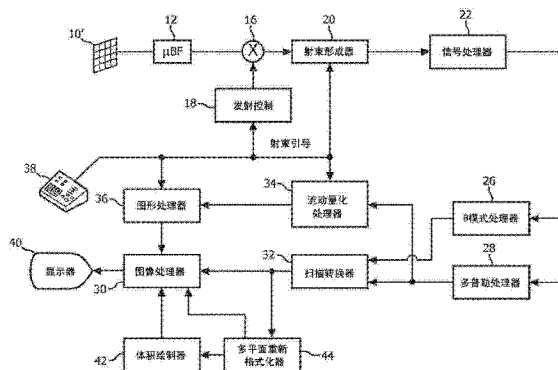 10'
12
μBF
16
X
20
射束形成器
22
信号处理器
18
发射控制
射束引导
38
36
图形处理器
34
流动量化
处理器
26
B模式处理器
40
显示器
30
图像处理器
32
扫描转换器
28
多普勒处理器
42
体积绘制器
44
多平面重新
格式化器